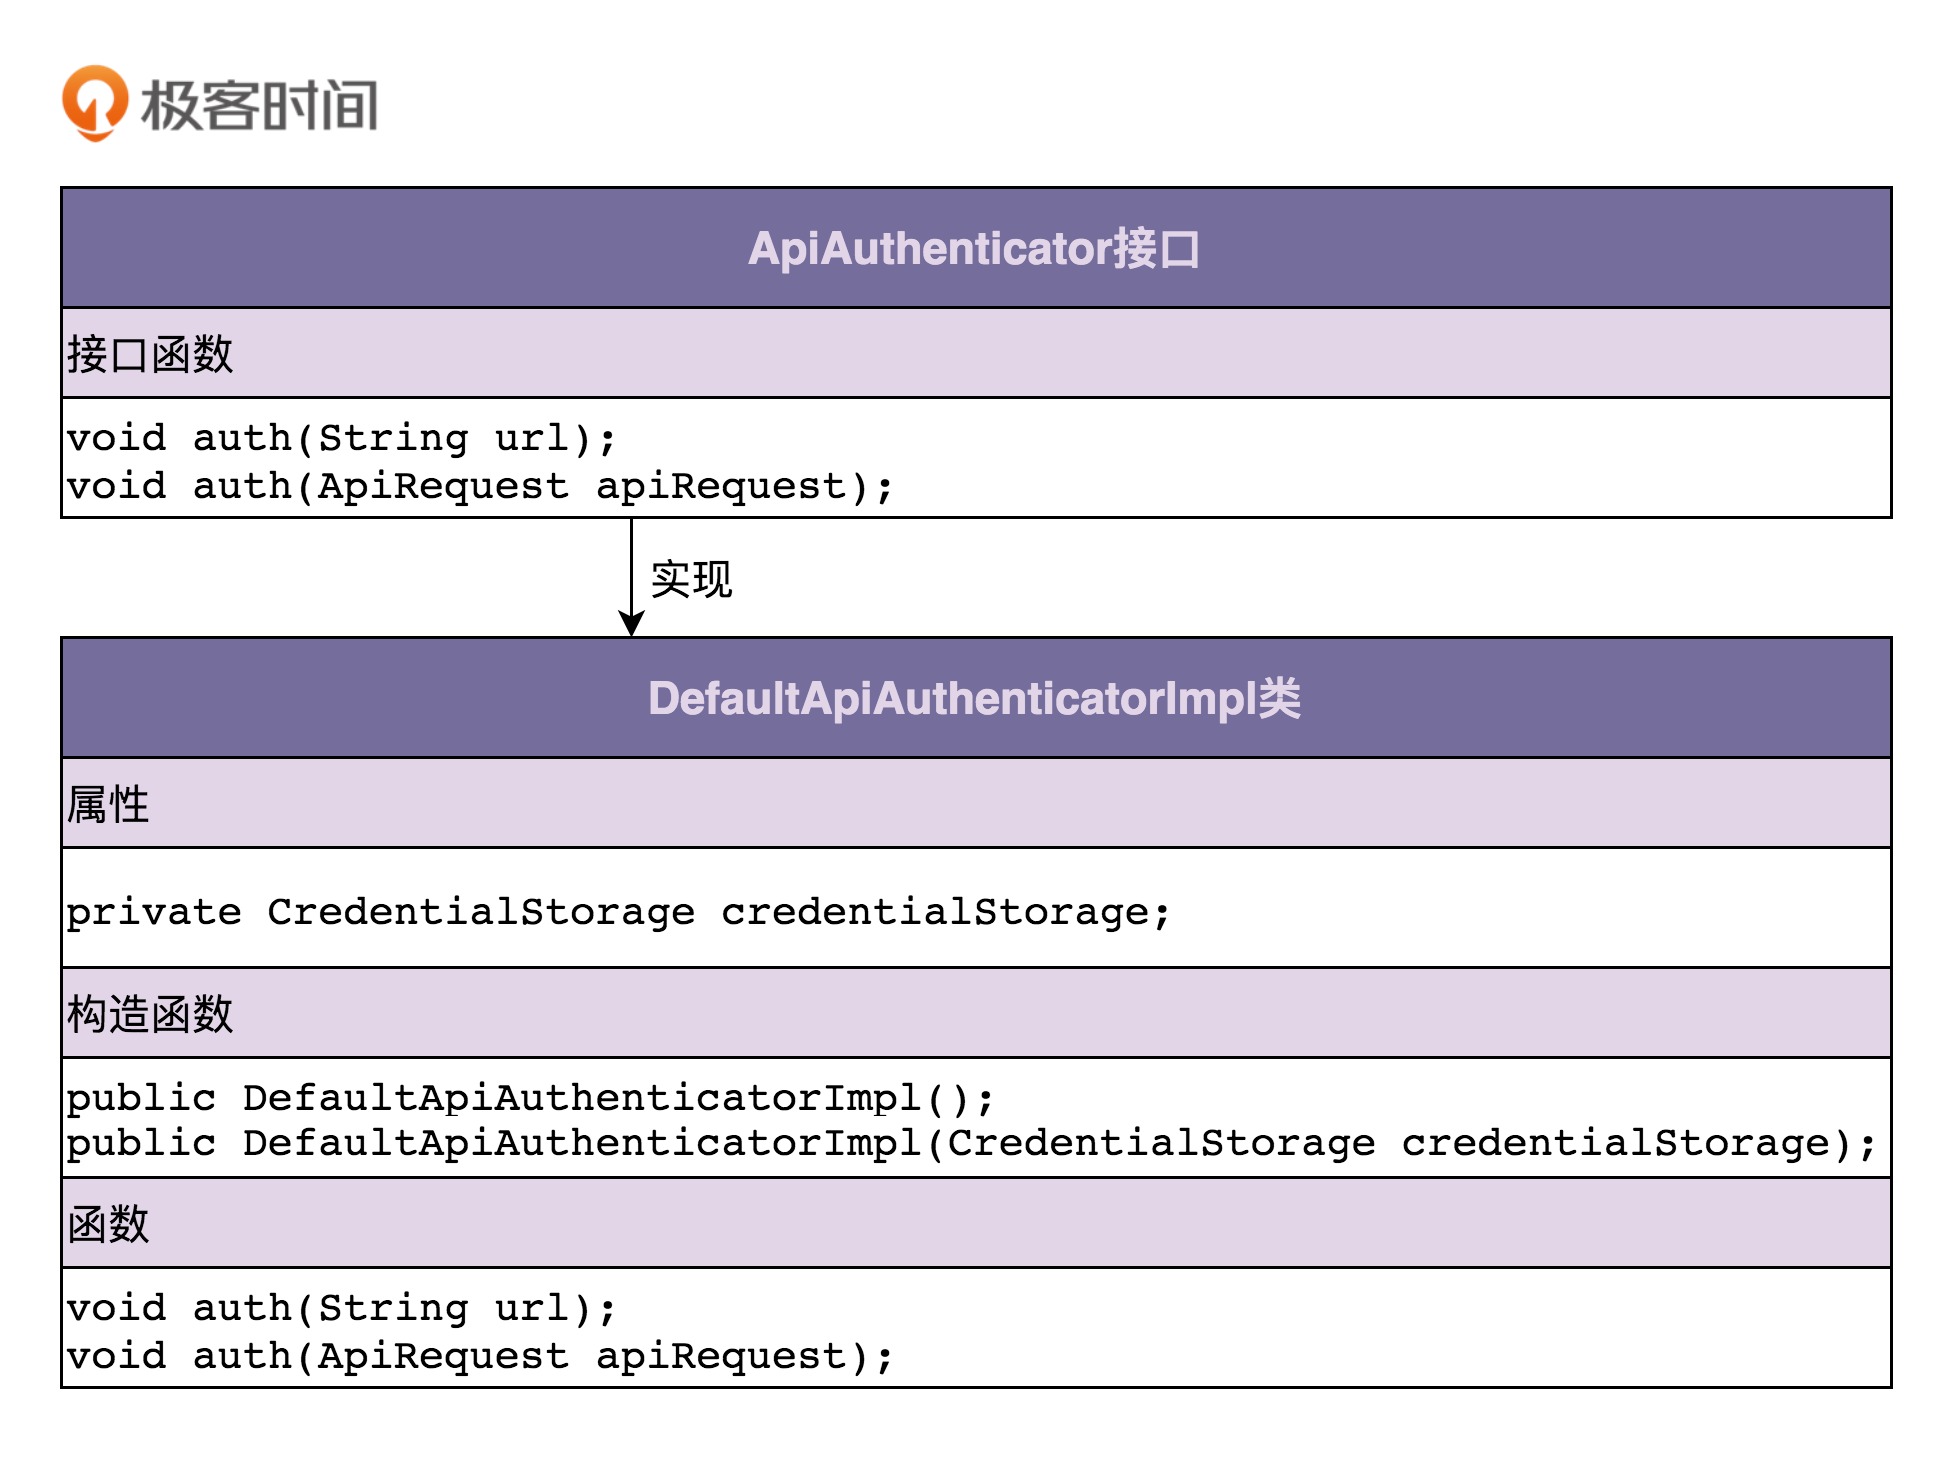 极客时间
ApiAuthenticator接口
接口函数
void auth(String url);
void auth(ApiRequest apiRequest);
实现
DefaultApiAuthenticatorImpl类
属性
private CredentialStorage credentialStorage;
构造函数
public DefaultApiAuthenticatorImpl();
public DefaultApiAuthenticatorImpl(CredentialStorage credentialStorage);
函数
void auth(String url);
void auth(ApiRequest apiRequest);